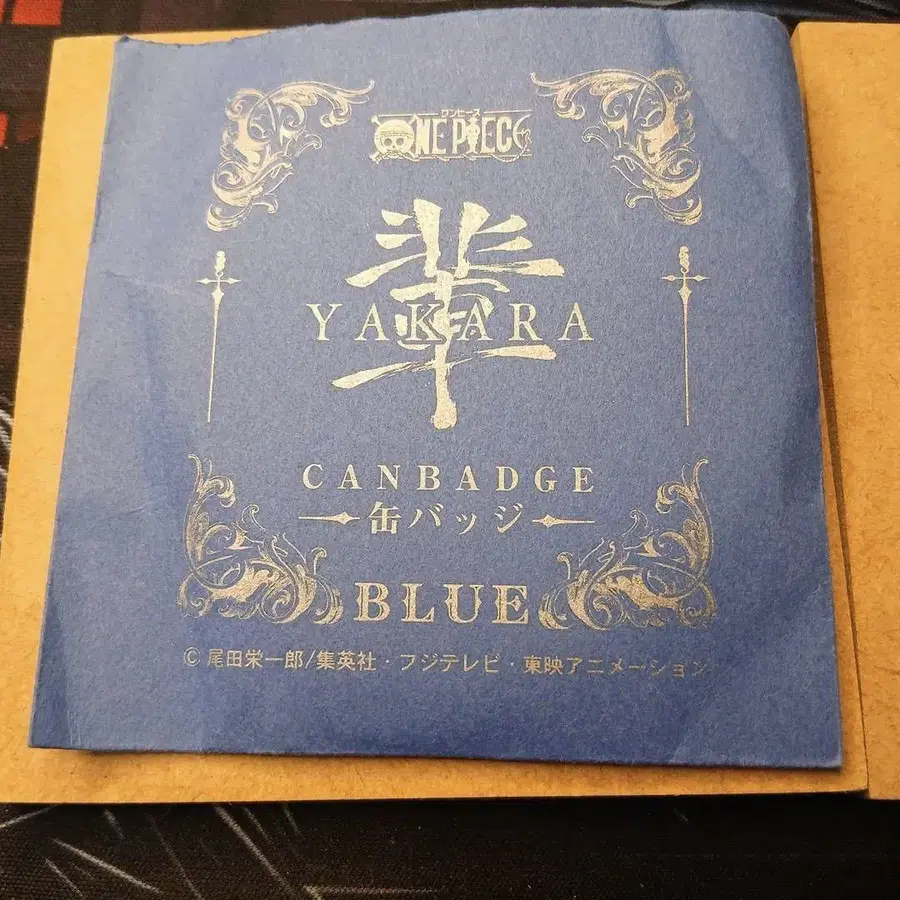 ワンピース
ONE PIECE
輩
YAKARA
CANBADGE
缶バッジ
BLUE
© 尾田栄一郎/集英社・フジテレビ・東映アニメーション